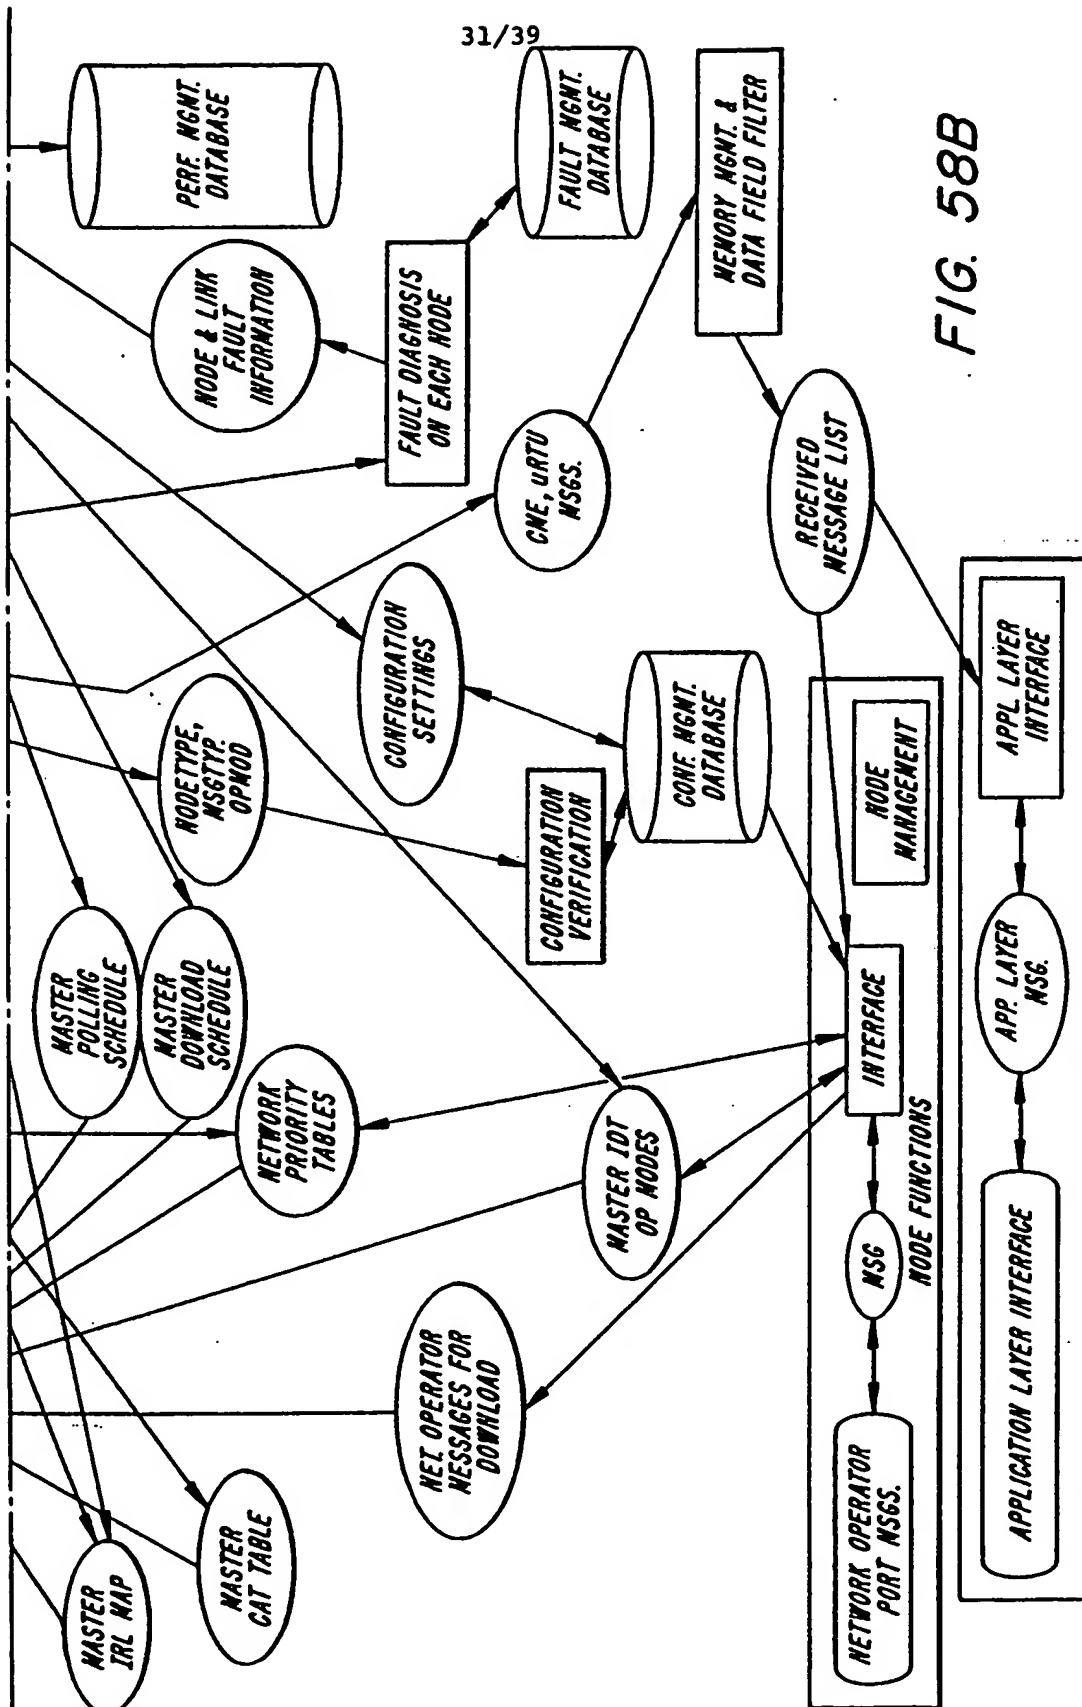 31/39
MASTER
IRL MAP
MASTER
CAT TABLE
NET. OPERATOR
MESSAGES FOR
DOWNLOAD
NETWORK OPERATOR
PORT MSGS.
MSG
INTERFACE
NODE
MANAGEMENT
NODE FUNCTIONS
APPLICATION LAYER INTERFACE
APP. LAYER
MSG.
APPL. LAYER
INTERFACE
MASTER IDT
OP MODES
NETWORK
PRIORITY
TABLES
MASTER
POLLING
SCHEDULE
MASTER
DOWNLOAD
SCHEDULE
NODETYPE,
MSGTYP.
OPMOD
CONFIGURATION
VERIFICATION
CONFIGURATION
SETTINGS
CONF. MGMT.
DATABASE
RECEIVED
MESSAGE LIST
CME, uRTU
MSGS.
FAULT DIAGNOSIS
ON EACH NODE
NODE & LINK
FAULT
INFORMATION
PERF. MGMT.
DATABASE
FAULT MGMT.
DATABASE
MEMORY MGMT. &
DATA FIELD FILTER
FIG. 58B